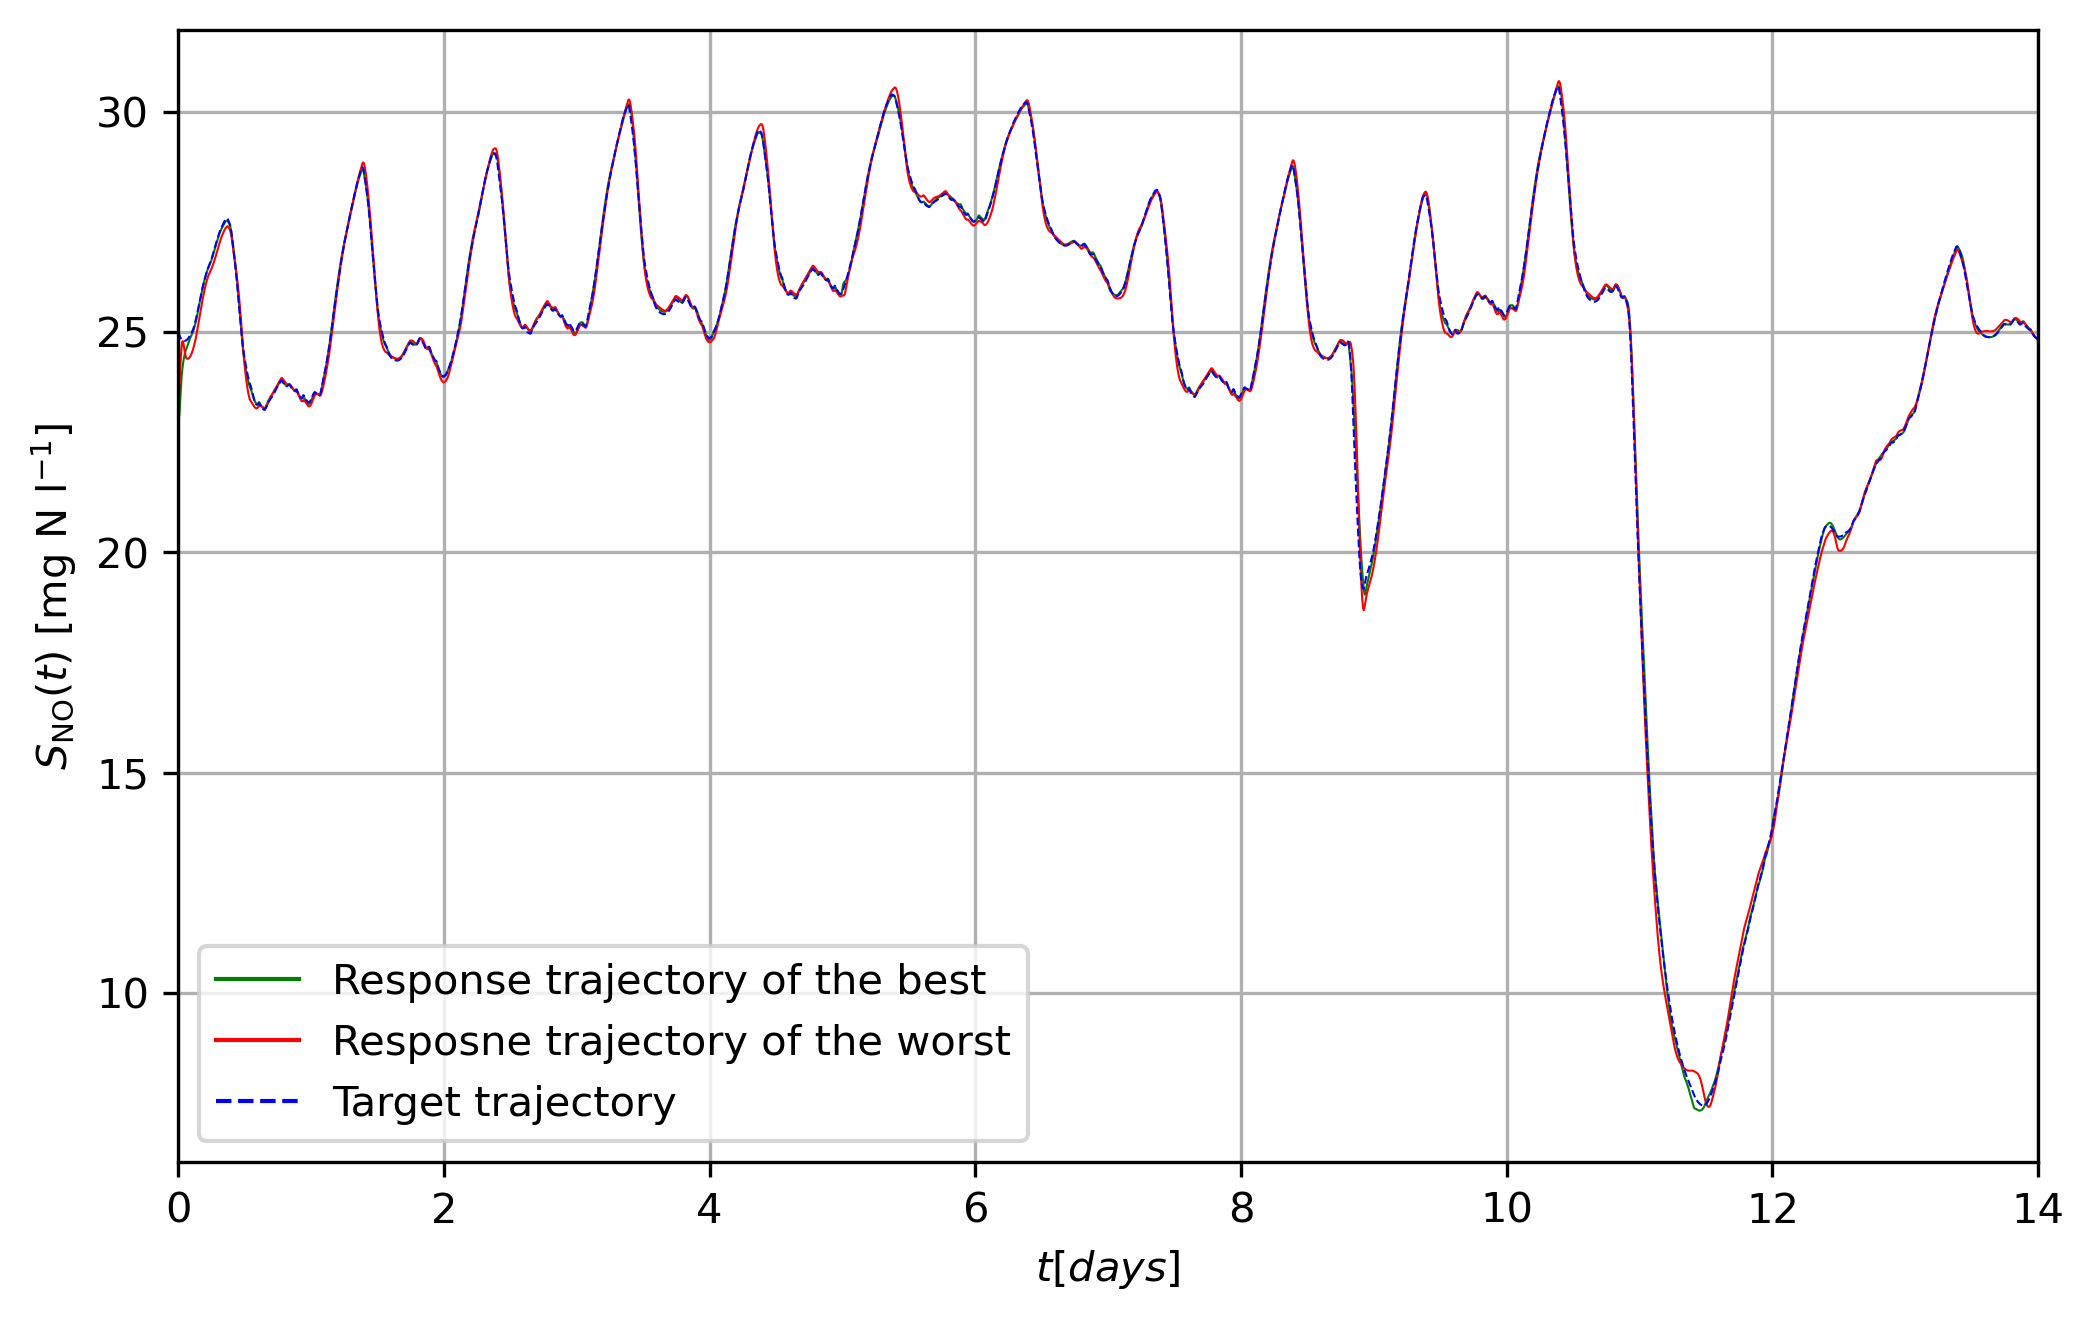 S_NO(t) [mg N l⁻¹]
30
25
20
15
10
Response trajectory of the best
Resposne trajectory of the worst
Target trajectory
0 2 4 6 8 10 12 14
t[days]